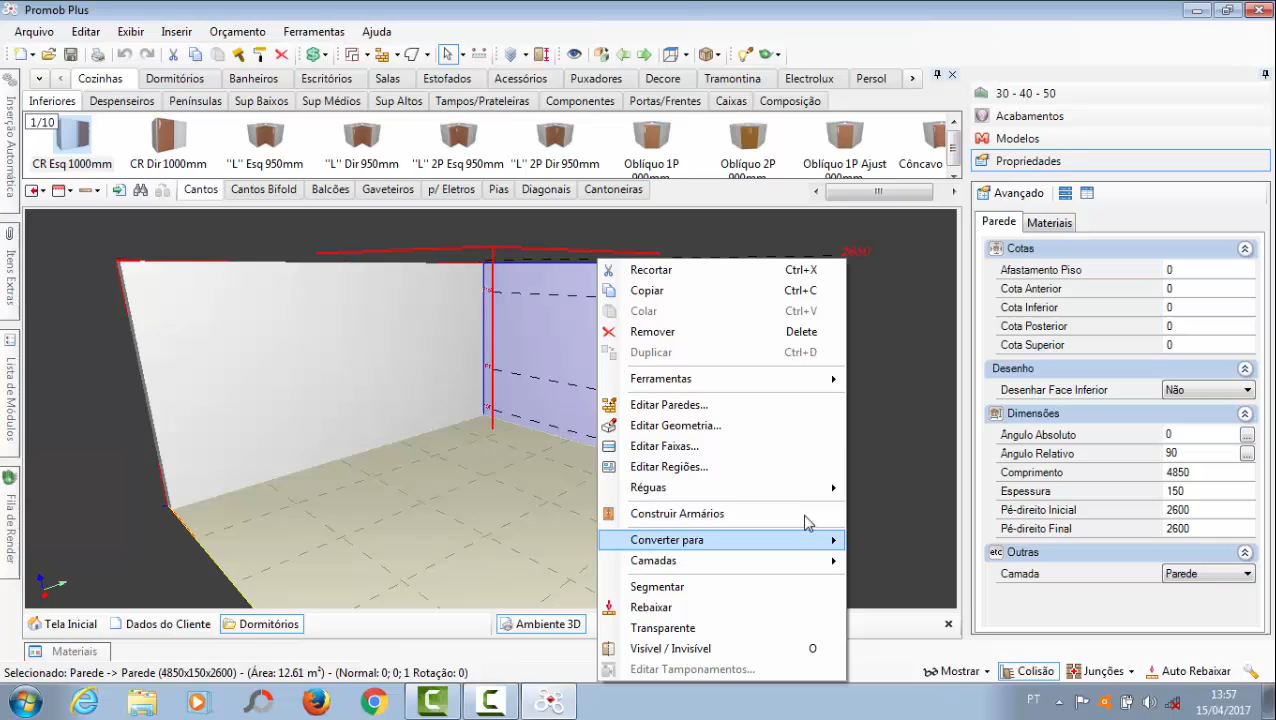 Promob Plus
Arquivo Editar Exibir Inserir Orçamento Ferramentas Ajuda
Cozinhas Dormitórios Banheiros Escritórios Salas Estofados Acessórios Puxadores Decore Tramontina Electrolux Persol
Inferiores Despenseiros Penínsulas Sup Baixos Sup Médios Sup Altos Tampos/Prateleiras Componentes Portas/Frentes Caixas Composição
1/10
CR Esq 1000mm CR Dir 1000mm "L" Esq 950mm "L" Dir 950mm "L" 2P Esq 950mm "L" 2P Dir 950mm Oblíquo 1P 900mm Oblíquo 2P 900mm Oblíquo 1P Ajust 900mm Côncavo
Cantos Cantos Bifold Balcões Gaveteiros p/ Eletros Pias Diagonais Cantoneiras
Inserção Automática
Itens Extras
Lista de Módulos
Fila de Render
2650
Recortar Ctrl+X
Copiar Ctrl+C
Colar Ctrl+V
Remover Delete
Duplicar Ctrl+D
Ferramentas
Editar Paredes...
Editar Geometria...
Editar Faixas...
Editar Regiões...
Réguas
Construir Armários
Converter para
Camadas
Segmentar
Rebaixar
Transparente
Visível / Invisível O
Editar Tamponamentos...
30 - 40 - 50
Acabamentos
Modelos
Propriedades
Avançado
Parede Materiais
Cotas
Afastamento Piso 0
Cota Anterior 0
Cota Inferior 0
Cota Posterior 0
Cota Superior 0
Desenho
Desenhar Face Inferior Não
Dimensões
Ângulo Absoluto 0 ...
Ângulo Relativo 90 ...
Comprimento 4850
Espessura 150
Pé-direito Inicial 2600
Pé-direito Final 2600
etc Outras
Camada Parede
Tela Inicial Dados do Cliente Dormitórios Ambiente 3D
Materiais
Selecionado: Parede -> Parede (4850x150x2600) - (Área: 12.61 m²) - (Normal: 0; 0; 1 Rotação: 0)
Mostrar Colisão Junções Auto Rebaixar
PT 13:57
15/04/2017